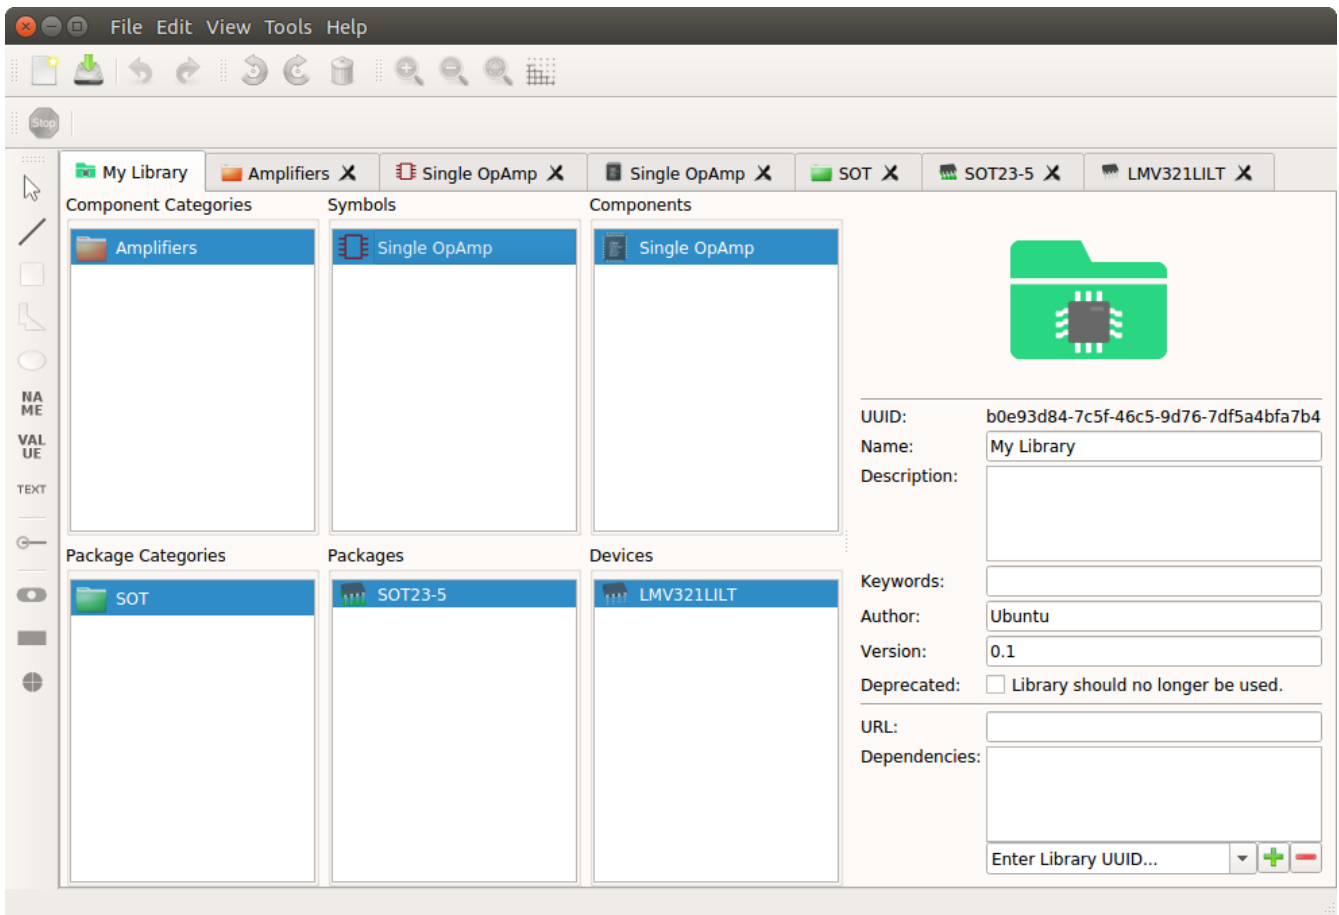 File Edit View Tools Help
Stop
My Library Amplifiers Single OpAmp Single OpAmp SOT SOT23-5 LMV321LILT
Component Categories Symbols Components
Amplifiers Single OpAmp Single OpAmp
NA
ME
VAL
UE
TEXT
Package Categories Packages Devices
SOT SOT23-5 LMV321LILT
UUID: b0e93d84-7c5f-46c5-9d76-7df5a4bfa7b4
Name: My Library
Description:
Keywords:
Author: Ubuntu
Version: 0.1
Deprecated: Library should no longer be used.
URL:
Dependencies:
Enter Library UUID...